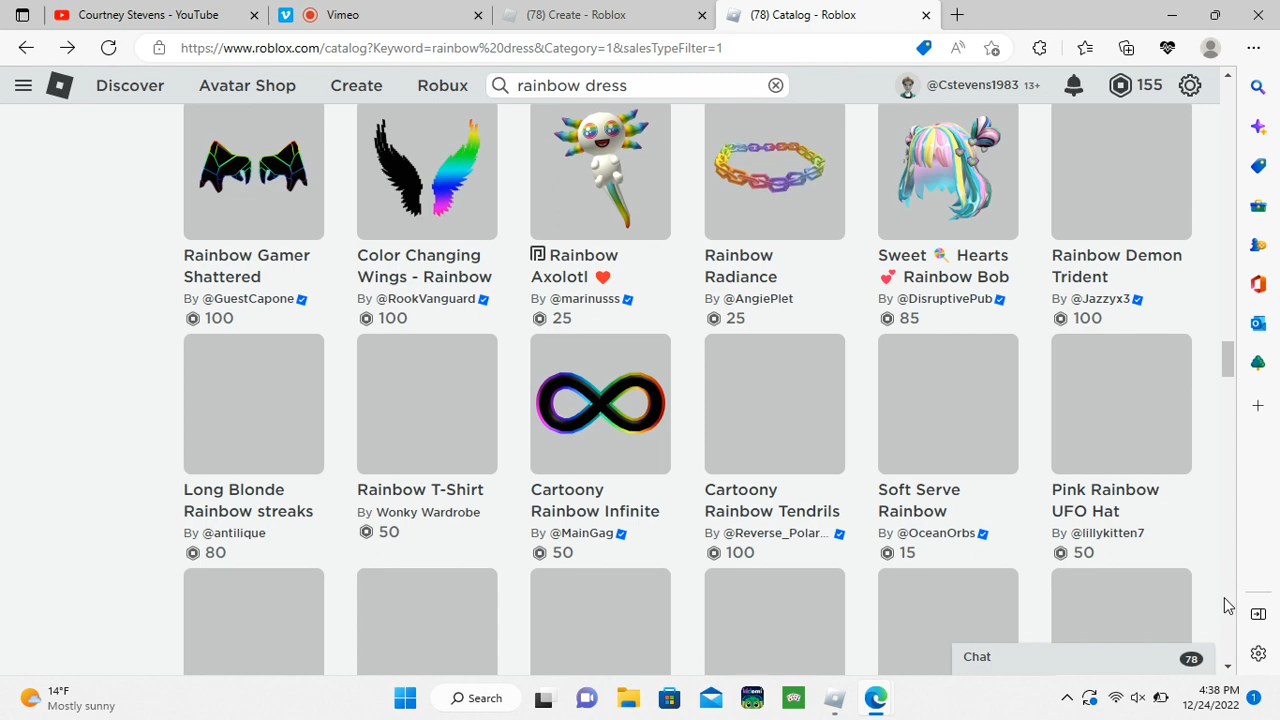 Courtney Stevens - YouTube
Vimeo
(78) Create - Roblox
(78) Catalog - Roblox
https://www.roblox.com/catalog?Keyword=rainbow%20dress&Category=1&salesTypeFilter=1
Discover
Avatar Shop
Create
Robux
rainbow dress
@Cstevens1983 13+
155
Rainbow Gamer Shattered
By @GuestCapone
100
Color Changing Wings - Rainbow
By @RookVanguard
100
Rainbow Axolotl ❤️
By @marinusss
25
Rainbow Radiance
By @AngiePlet
25
Sweet 🍭 Hearts 💕 Rainbow Bob
By @DisruptivePub
85
Rainbow Demon Trident
By @Jazzyx3
100
Long Blonde Rainbow streaks
By @antilique
80
Rainbow T-Shirt
By Wonky Wardrobe
50
Cartoony Rainbow Infinite
By @MainGag
50
Cartoony Rainbow Tendrils
By @Reverse_Polar...
100
Soft Serve Rainbow
By @OceanOrbs
15
Pink Rainbow UFO Hat
By @lillykitten7
50
Chat
78
14°F
Mostly sunny
Search
4:38 PM
12/24/2022
1